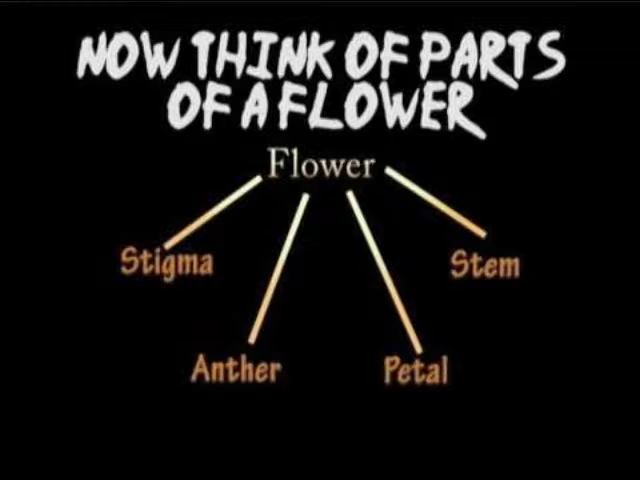 NOW THINK OF PARTS
OF A FLOWER
Flower
Stigma
Stem
Anther
Petal